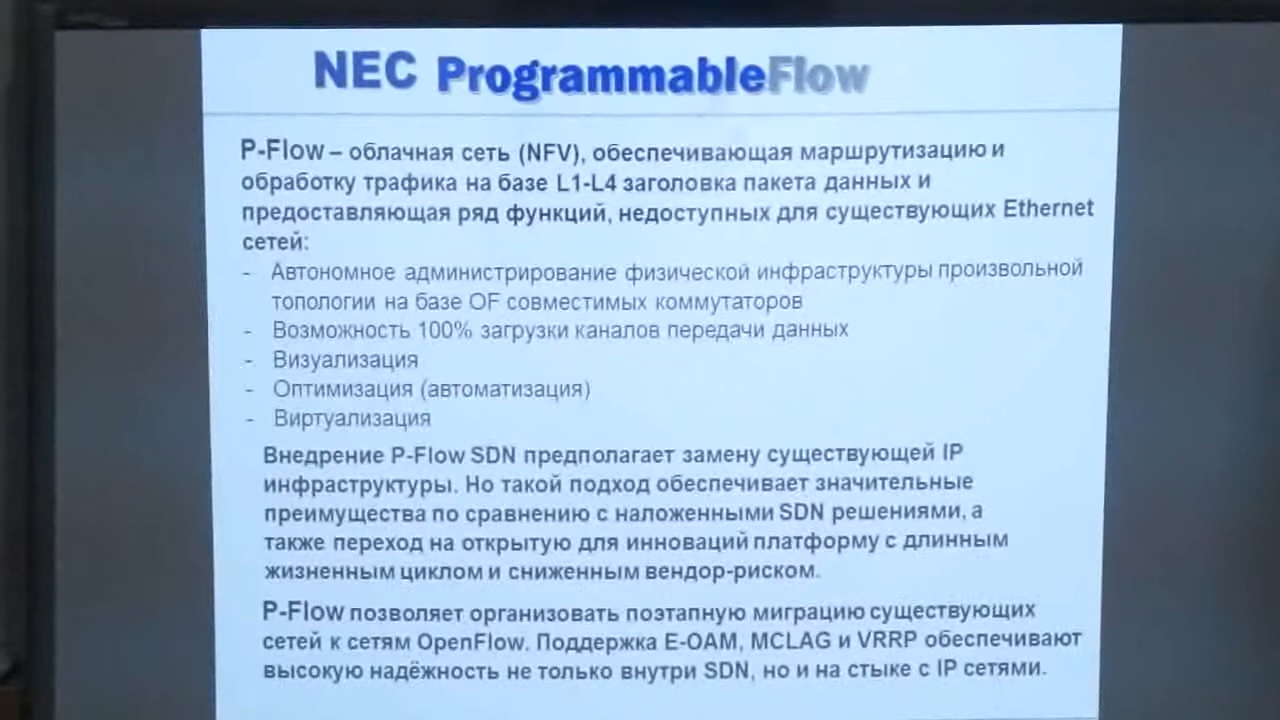 NEC ProgrammableFlow
P-Flow – облачная сеть (NFV), обеспечивающая маршрутизацию и
обработку трафика на базе L1-L4 заголовка пакета данных и
предоставляющая ряд функций, недоступных для существующих Ethernet
сетей:
- Автономное администрирование физической инфраструктуры произвольной
топологии на базе OF совместимых коммутаторов
- Возможность 100% загрузки каналов передачи данных
- Визуализация
- Оптимизация (автоматизация)
- Виртуализация
Внедрение P-Flow SDN предполагает замену существующей IP
инфраструктуры. Но такой подход обеспечивает значительные
преимущества по сравнению с наложенными SDN решениями, а
также переход на открытую для инноваций платформу с длинным
жизненным циклом и сниженным вендор-риском.
P-Flow позволяет организовать поэтапную миграцию существующих
сетей к сетям OpenFlow. Поддержка E-OAM, MCLAG и VRRP обеспечивают
высокую надёжность не только внутри SDN, но и на стыке с IP сетями.